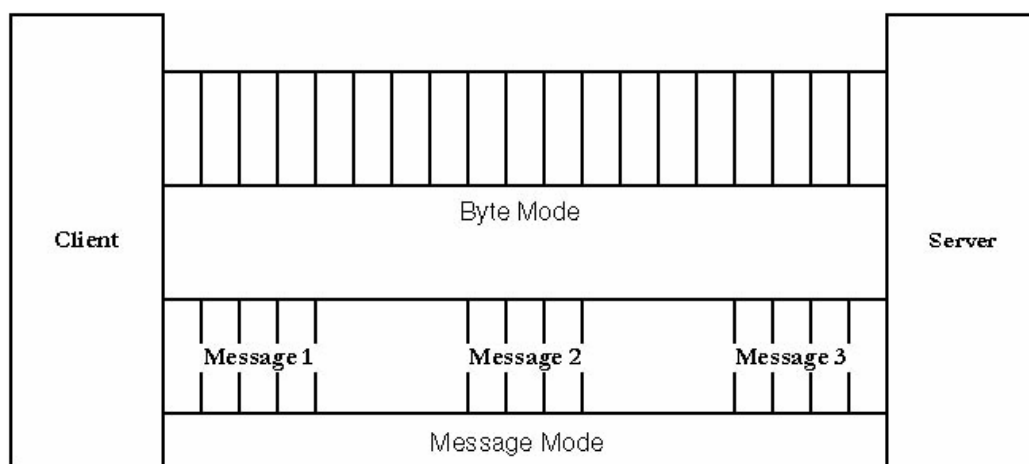 Byte Mode
Client
Server
Message 1 Message 2 Message 3
Message Mode